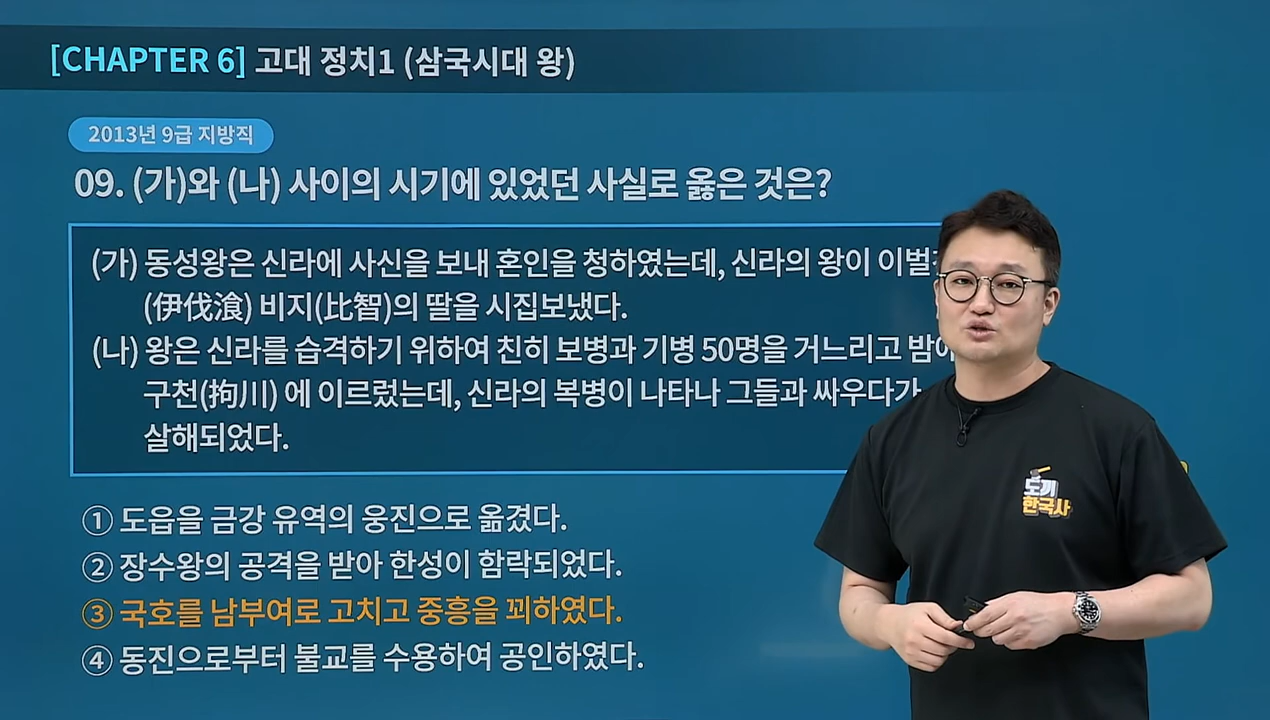 [CHAPTER 6] 고대 정치1 (삼국시대 왕)
2013년 9급 지방직
09. (가)와 (나) 사이의 시기에 있었던 사실로 옳은 것은?
(가) 동성왕은 신라에 사신을 보내 혼인을 청하였는데, 신라의 왕이
(伊伐飡) 비지(比智)의 딸을 시집보냈다.
(나) 왕은 신라를 습격하기 위하여 친히 보병과 기병 50명을 거느리고
구천(拘川) 에 이르렀는데, 신라의 복병이 나타나 그들과 싸우다가
살해되었다.
① 도읍을 금강 유역의 웅진으로 옮겼다.
② 장수왕의 공격을 받아 한성이 함락되었다.
③ 국호를 남부여로 고치고 중흥을 꾀하였다.
④ 동진으로부터 불교를 수용하여 공인하였다.
도끼
한국사